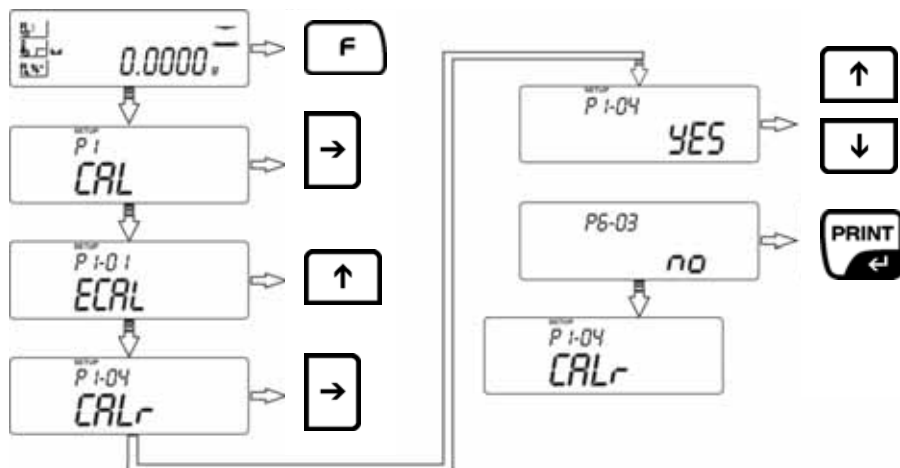 0.0000
F
SETUP
P1
CAL
→
SETUP
P1-01
ECAL
↑
SETUP
P1-04
CALr
→
SETUP
P1-04
YES
↑
↓
P6-03
no
PRINT
SETUP
P1-04
CALr